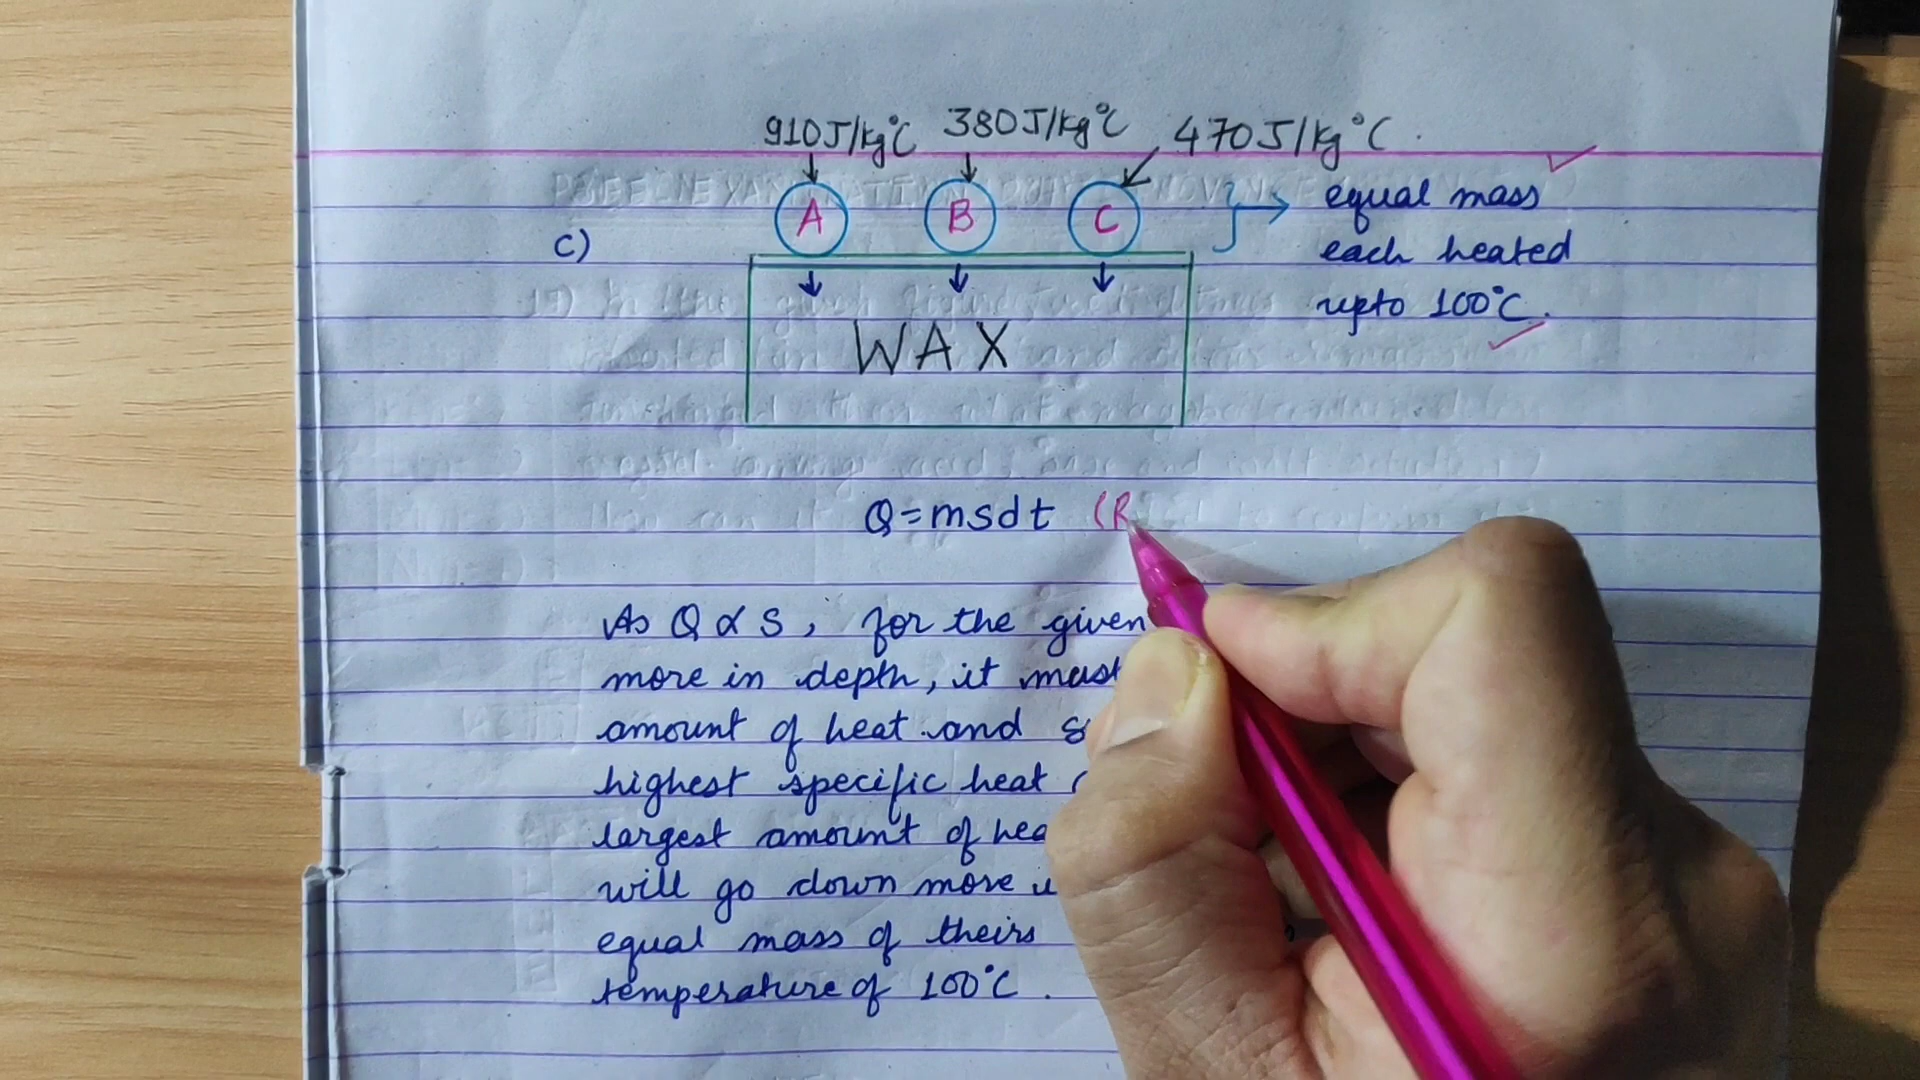 910J/kg°C 380J/kg°C 470J/kg°C.
A B C equal mass
c) each heated
upto 100°C.
WAX
Q=msdt (R
As Q ∝ S, for the given
more in depth, it must
amount of heat and
highest specific heat
largest amount of
will go down more
equal mass of theirs
temperature of 100°C.